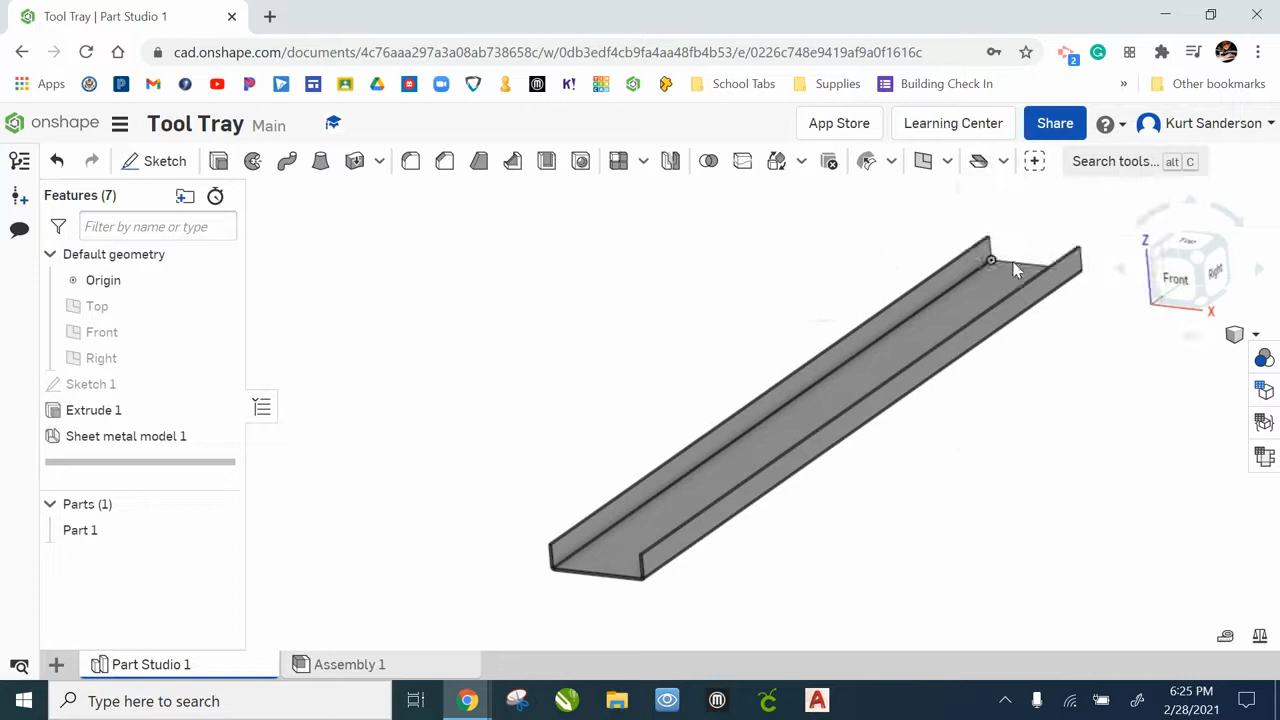 Tool Tray | Part Studio 1
cad.onshape.com/documents/4c76aaa297a3a08ab738658c/w/0db3edf4cb9fa4aa48fb4b53/e/0226c748e9419af9a0f1616c
2
Apps
K!
School Tabs
Supplies
Building Check In
»
Other bookmarks
onshape
Tool Tray Main
App Store
Learning Center
Share
Kurt Sanderson
Sketch
Search tools... alt C
Features (7)
Filter by name or type
Default geometry
Origin
Top
Front
Right
Sketch 1
Extrude 1
Sheet metal model 1
Parts (1)
Part 1
Z
Front
Right
X
Part Studio 1
Assembly 1
Type here to search
6:25 PM
2/28/2021